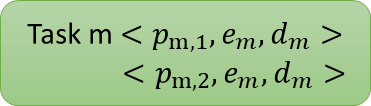 Task m < p_{m,1}, e_m, d_m >
< p_{m,2}, e_m, d_m >